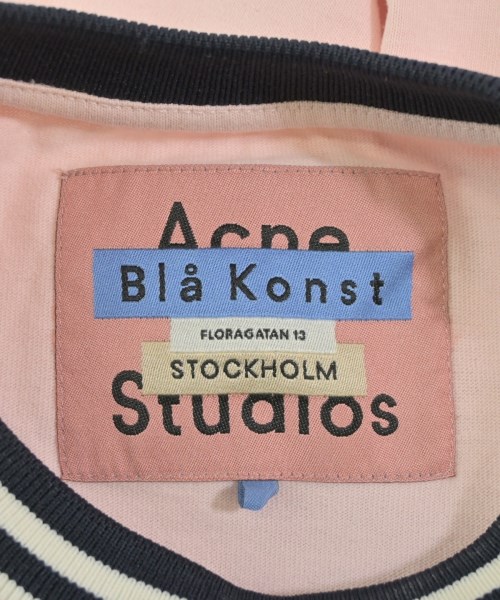 Acne
Blå Konst
FLORAGATAN 13
STOCKHOLM
Studios